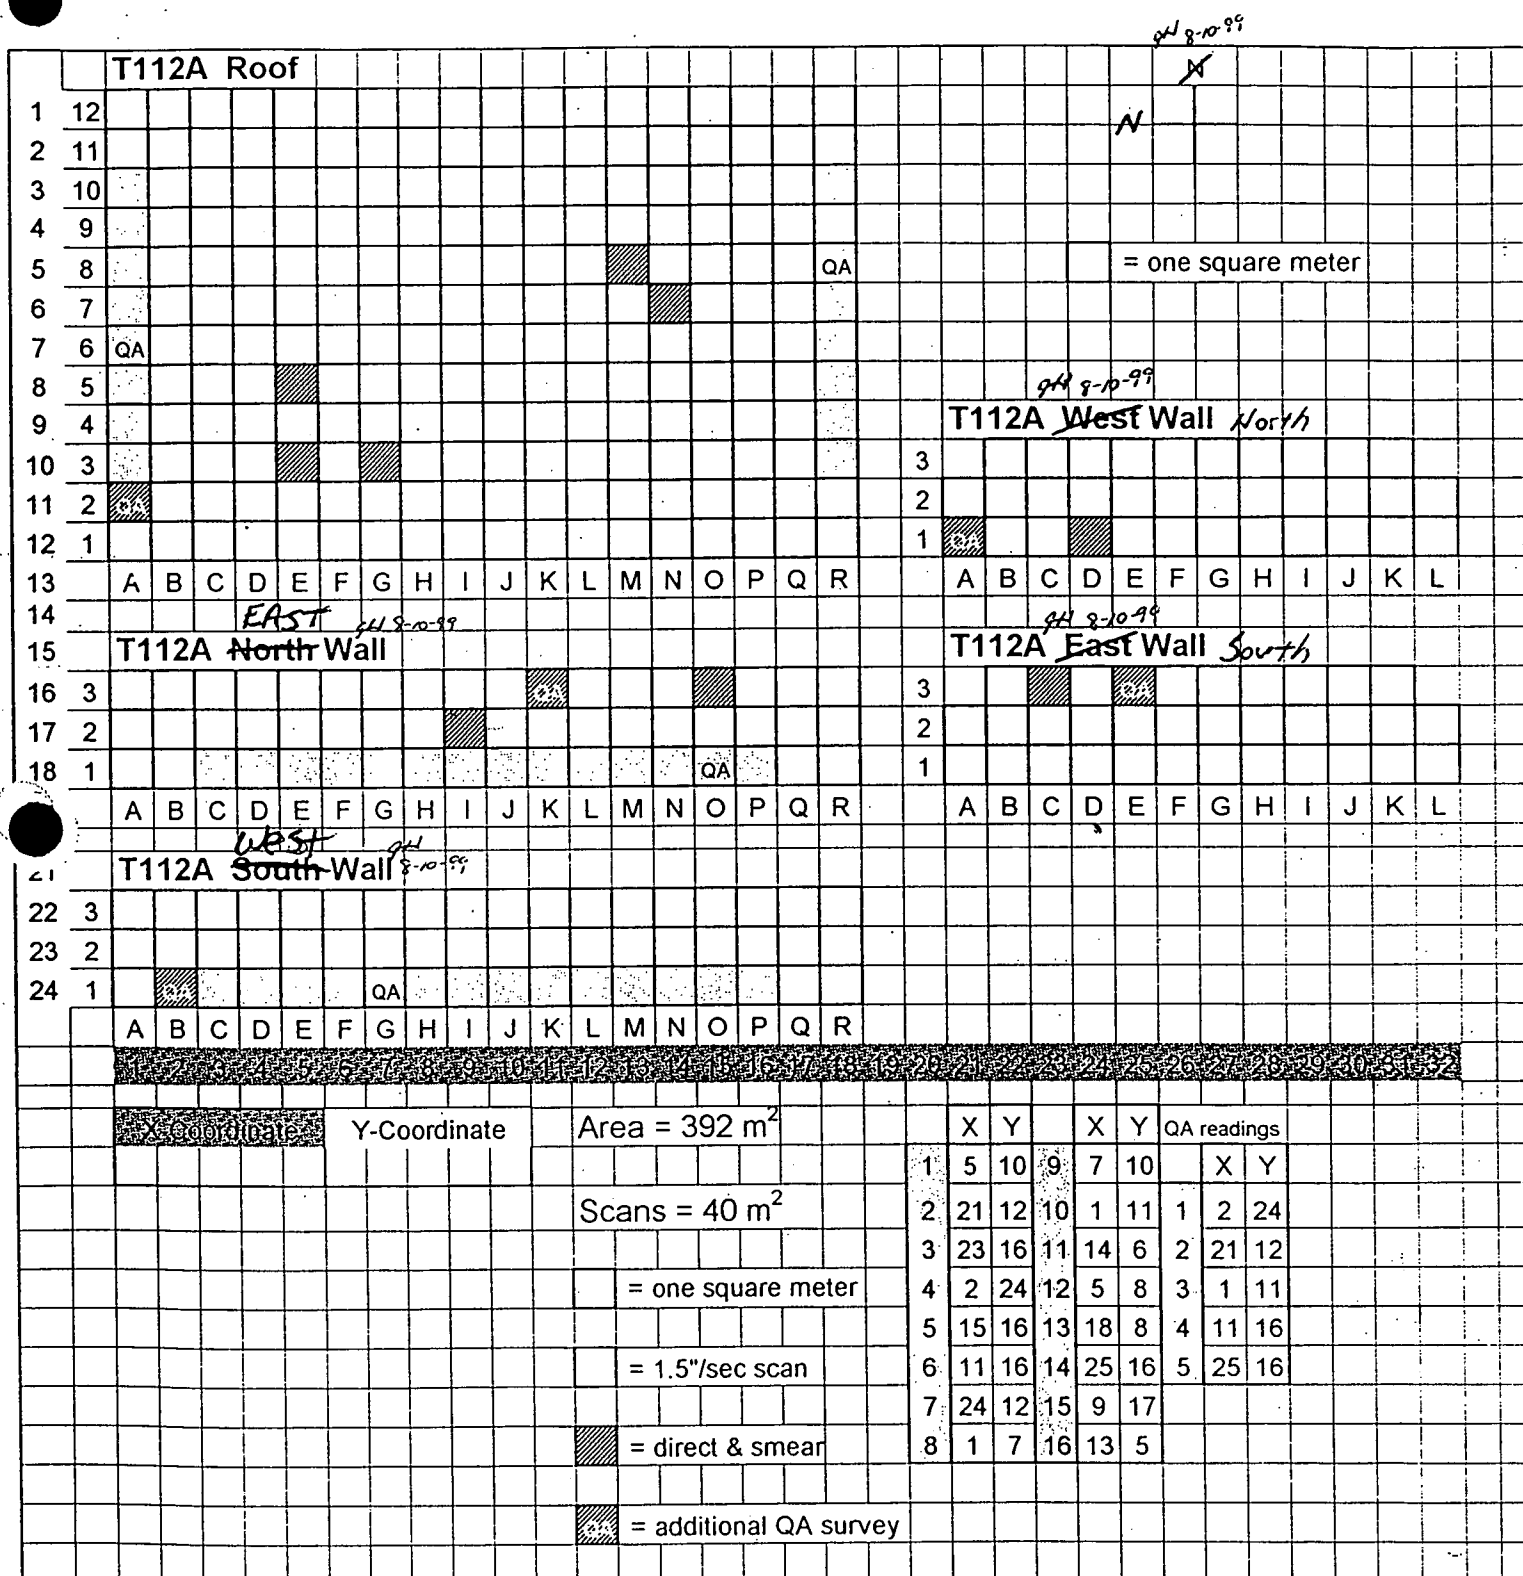 gH 8-10-99
T112A Roof N
1 12 N
2 11
3 10
4 9
5 8 QA = one square meter
6 7
7 6 QA
8 5 gH 8-10-99
9 4 T112A West Wall North
10 3 3
11 2 QA 2
12 1 1 QA
13 A B C D E F G H I J K L M N O P Q R A B C D E F G H I J K L
14 EAST gH 8-10-99 gH 8-10-99
15 T112A North Wall T112A East Wall South
16 3 QA 3 QA
17 2 2
18 1 QA 1
A B C D E F G H I J K L M N O P Q R A B C D E F G H I J K L
West gH
21 T112A South Wall 8-10-99
22 3
23 2
24 1 QA QA
A B C D E F G H I J K L M N O P Q R
1 2 3 4 5 6 7 8 9 10 11 12 13 14 15 16 17 18 19 20 21 22 23 24 25 26 27 28 29 30 31 32
X-Coordinate Y-Coordinate Area = 392 m² X Y X Y QA readings
1 5 10 9 7 10 X Y
Scans = 40 m² 2 21 12 10 1 11 1 2 24
3 23 16 11 14 6 2 21 12
= one square meter 4 2 24 12 5 8 3 1 11
5 15 16 13 18 8 4 11 16
= 1.5"/sec scan 6 11 16 14 25 16 5 25 16
7 24 12 15 9 17
= direct & smear 8 1 7 16 13 5
QA = additional QA survey